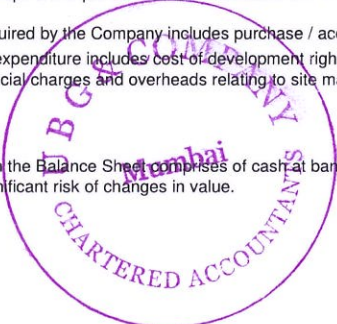 uired by the Company includes purchase / acc
expenditure includes cost of development righ
cial charges and overheads relating to site ma
n the Balance Sheet comprises of cash at ban
nificant risk of changes in value.
U B G & COMPANY
Mumbai
CHARTERED ACCOUNTANTS